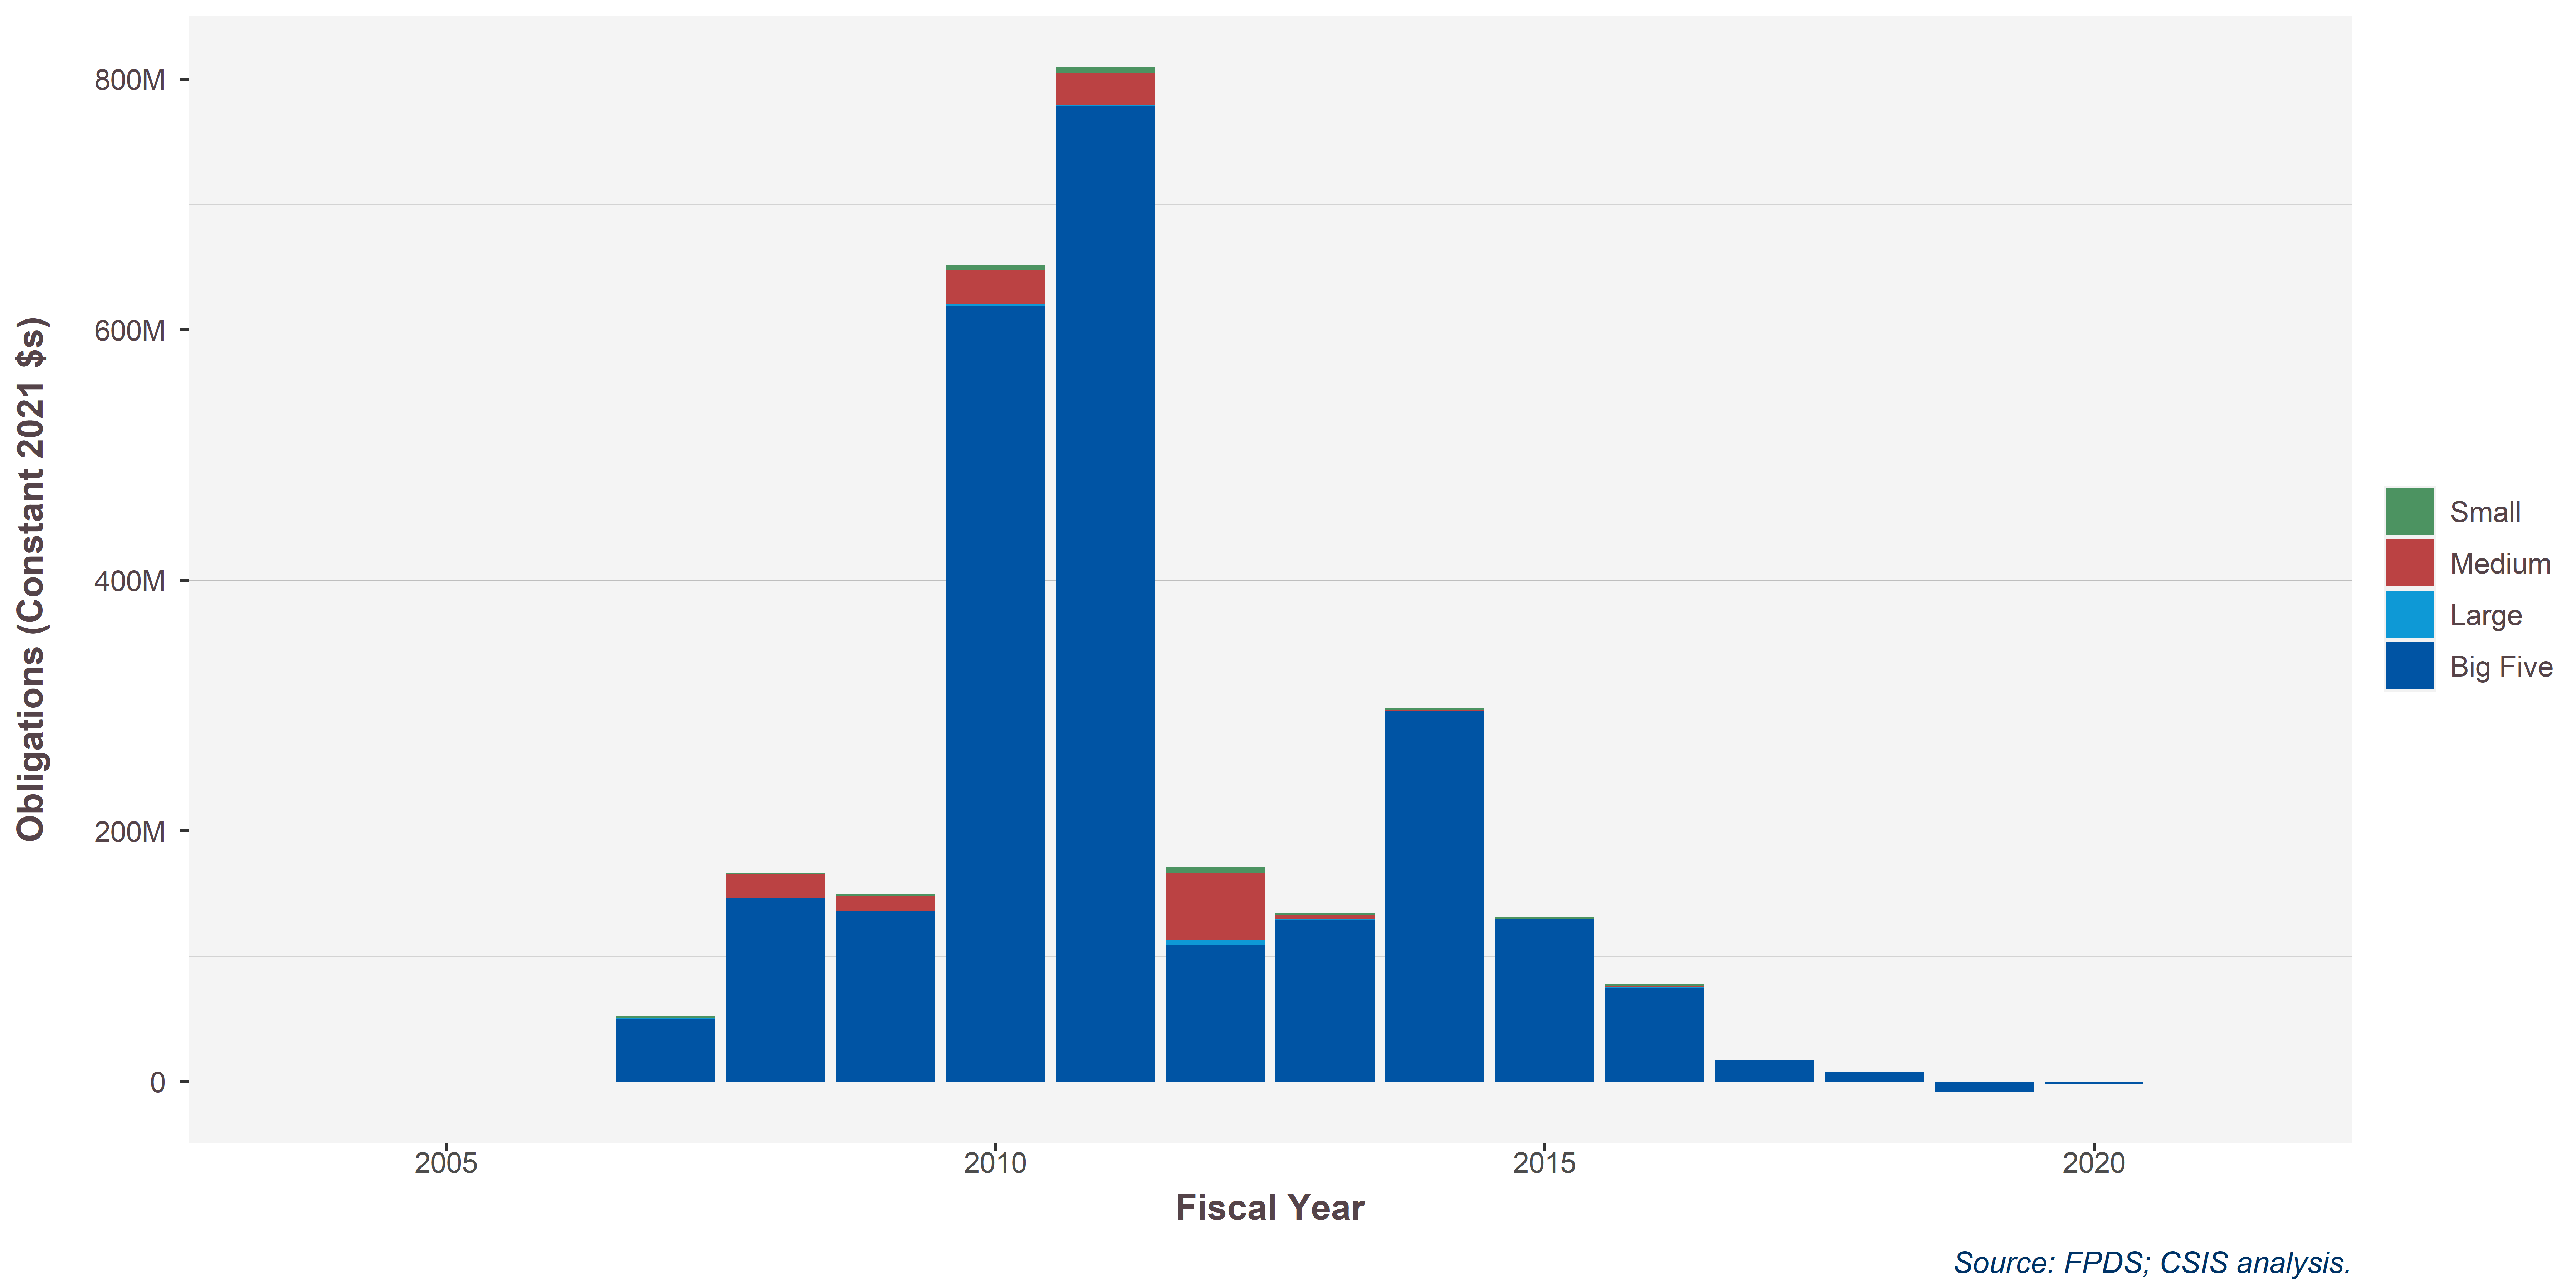 Obligations (Constant 2021 $s)
800M
600M
400M
200M
0
2005
2010
2015
2020
Fiscal Year
Small
Medium
Large
Big Five
Source: FPDS; CSIS analysis.